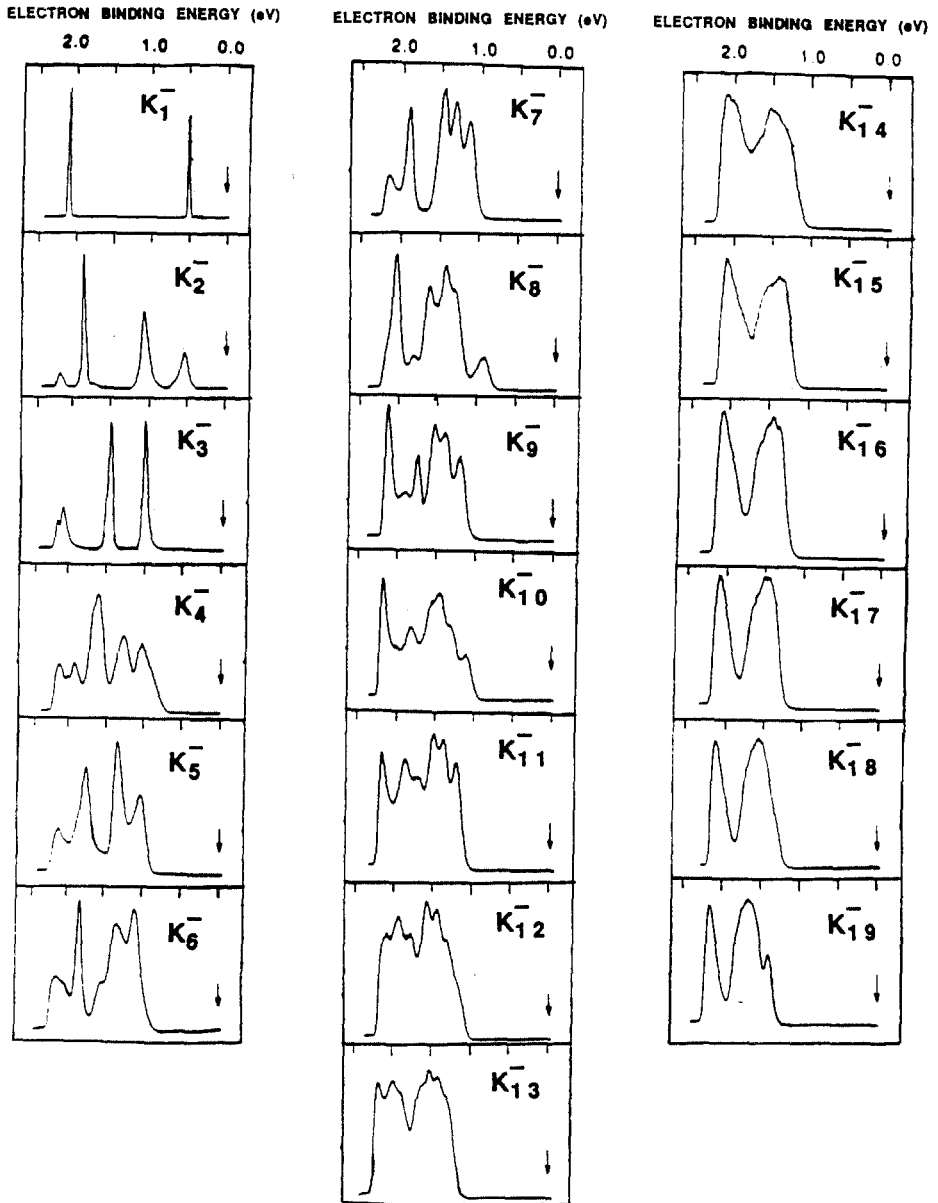 ELECTRON BINDING ENERGY (eV)
2.0 1.0 0.0
K1−
K2−
K3−
K4−
K5−
K6−
ELECTRON BINDING ENERGY (eV)
2.0 1.0 0.0
K7−
K8−
K9−
K10−
K11−
K12−
K13−
ELECTRON BINDING ENERGY (eV)
2.0 1.0 0.0
K14−
K15−
K16−
K17−
K18−
K19−